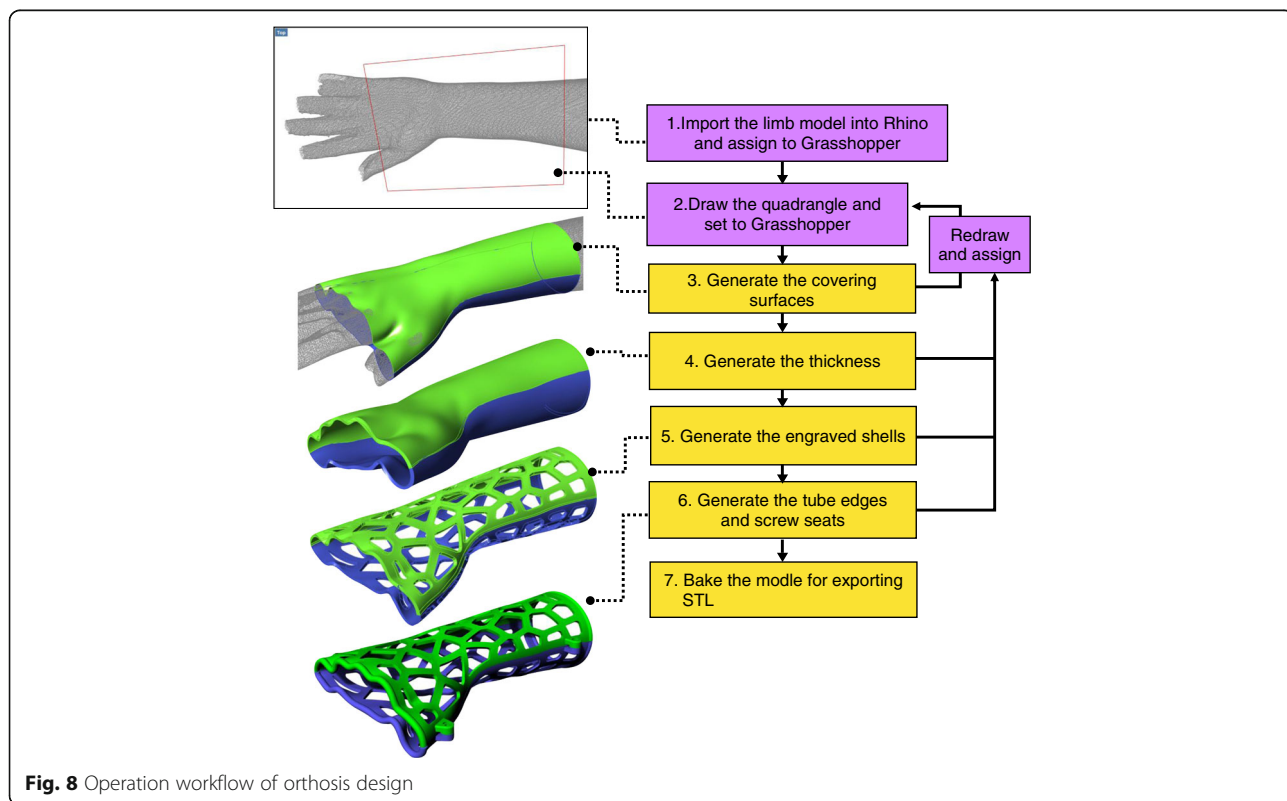 Top
1.Import the limb model into Rhino
and assign to Grasshopper
2.Draw the quadrangle and
set to Grasshopper
Redraw
and assign
3. Generate the covering
surfaces
4. Generate the thickness
5. Generate the engraved shells
6. Generate the tube edges
and screw seats
7. Bake the modle for exporting
STL
Fig. 8 Operation workflow of orthosis design